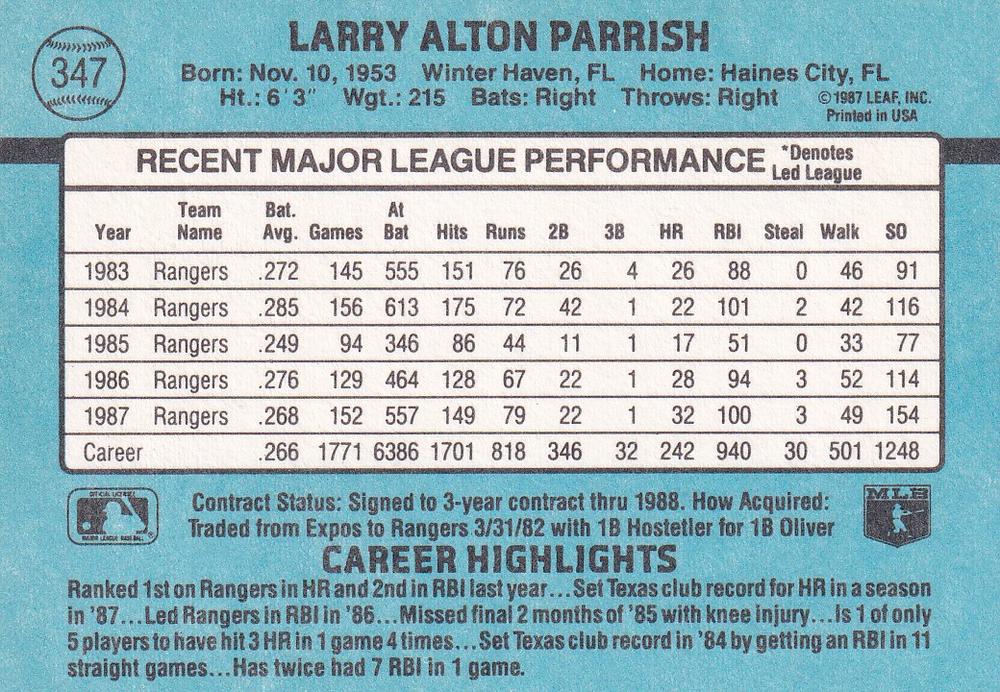 LARRY ALTON PARRISH
347
Born: Nov. 10, 1953 Winter Haven, FL Home: Haines City, FL
Ht.: 6'3" Wgt.: 215 Bats: Right Throws: Right
©1987 LEAF, INC.
Printed in USA
RECENT MAJOR LEAGUE PERFORMANCE
*Denotes
Led League
Year Team Name Bat. Avg. Games At Bat Hits Runs 2B 3B HR RBI Steal Walk SO
1983 Rangers .272 145 555 151 76 26 4 26 88 0 46 91
1984 Rangers .285 156 613 175 72 42 1 22 101 2 42 116
1985 Rangers .249 94 346 86 44 11 1 17 51 0 33 77
1986 Rangers .276 129 464 128 67 22 1 28 94 3 52 114
1987 Rangers .268 152 557 149 79 22 1 32 100 3 49 154
Career .266 1771 6386 1701 818 346 32 242 940 30 501 1248
OFFICIAL LICENSEE
MAJOR LEAGUE BASEBALL
Contract Status: Signed to 3-year contract thru 1988. How Acquired:
Traded from Expos to Rangers 3/31/82 with 1B Hostetler for 1B Oliver
MLB
CAREER HIGHLIGHTS
Ranked 1st on Rangers in HR and 2nd in RBI last year...Set Texas club record for HR in a season
in '87...Led Rangers in RBI in '86...Missed final 2 months of '85 with knee injury...Is 1 of only
5 players to have hit 3 HR in 1 game 4 times...Set Texas club record in '84 by getting an RBI in 11
straight games...Has twice had 7 RBI in 1 game.